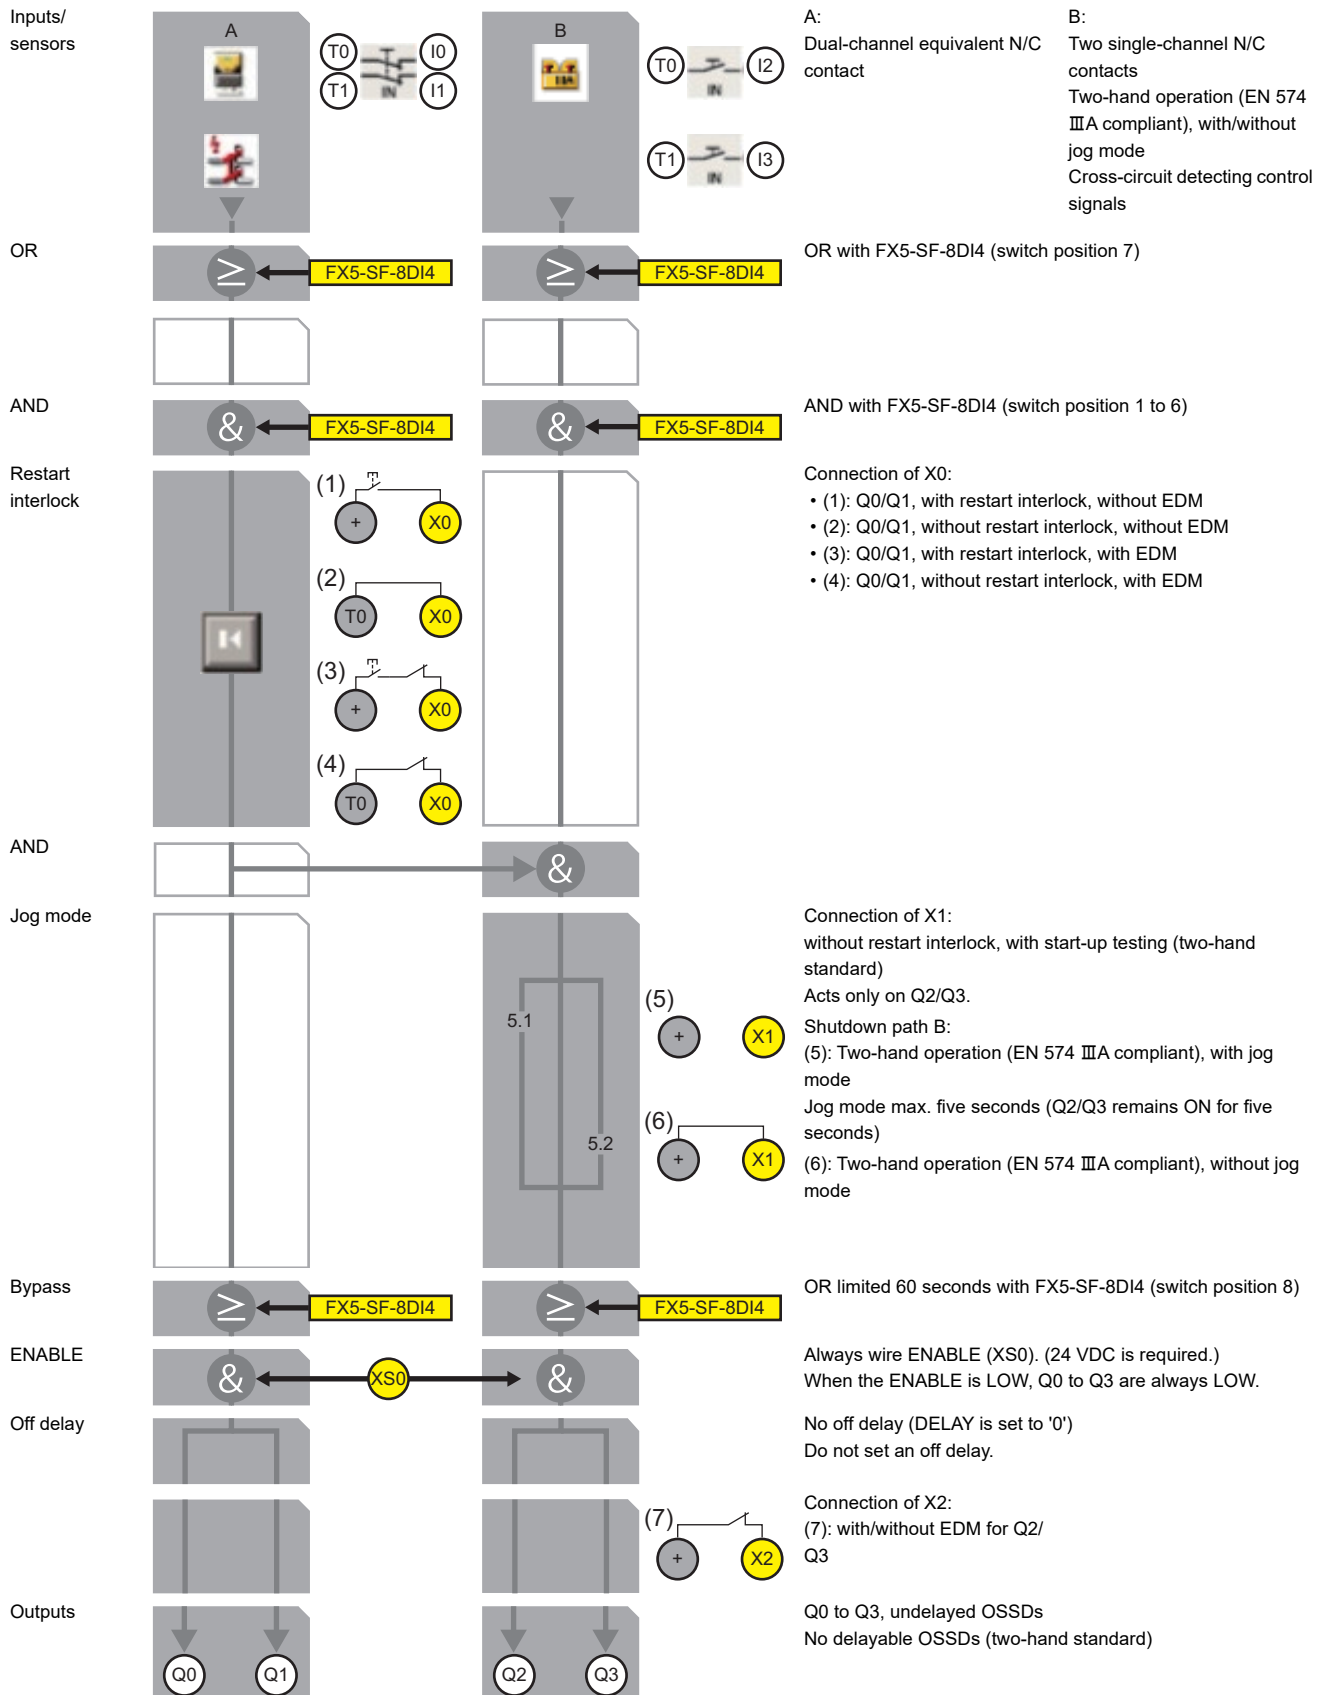 Inputs/
sensors
A
T0
I0
T1
IN
I1
B
IIIA
T0
I2
IN
T1
I3
IN
A:
Dual-channel equivalent N/C
contact
B:
Two single-channel N/C
contacts
Two-hand operation (EN 574
ⅢA compliant), with/without
jog mode
Cross-circuit detecting control
signals
OR
≥
FX5-SF-8DI4
≥
FX5-SF-8DI4
OR with FX5-SF-8DI4 (switch position 7)
AND
&
FX5-SF-8DI4
&
FX5-SF-8DI4
AND with FX5-SF-8DI4 (switch position 1 to 6)
Restart
interlock
(1)
+
X0
(2)
T0
X0
(3)
+
X0
(4)
T0
X0
Connection of X0:
• (1): Q0/Q1, with restart interlock, without EDM
• (2): Q0/Q1, without restart interlock, without EDM
• (3): Q0/Q1, with restart interlock, with EDM
• (4): Q0/Q1, without restart interlock, with EDM
AND
&
Jog mode
5.1
5.2
(5)
+
X1
(6)
+
X1
Connection of X1:
without restart interlock, with start-up testing (two-hand
standard)
Acts only on Q2/Q3.
Shutdown path B:
(5): Two-hand operation (EN 574 ⅢA compliant), with jog
mode
Jog mode max. five seconds (Q2/Q3 remains ON for five
seconds)
(6): Two-hand operation (EN 574 ⅢA compliant), without jog
mode
Bypass
≥
FX5-SF-8DI4
≥
FX5-SF-8DI4
OR limited 60 seconds with FX5-SF-8DI4 (switch position 8)
ENABLE
&
XS0
&
Always wire ENABLE (XS0). (24 VDC is required.)
When the ENABLE is LOW, Q0 to Q3 are always LOW.
Off delay
No off delay (DELAY is set to '0')
Do not set an off delay.
(7)
+
X2
Connection of X2:
(7): with/without EDM for Q2/
Q3
Outputs
Q0
Q1
Q2
Q3
Q0 to Q3, undelayed OSSDs
No delayable OSSDs (two-hand standard)